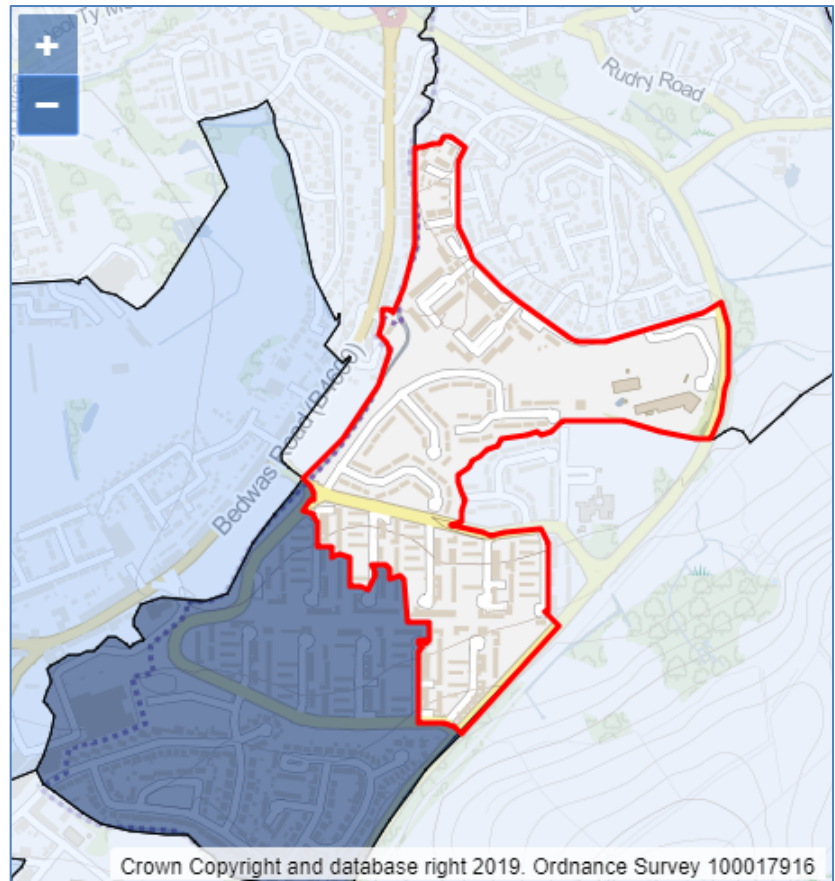 +
−
Rudry Road
Bedwas Road (B4600)
Crown Copyright and database right 2019. Ordnance Survey 100017916